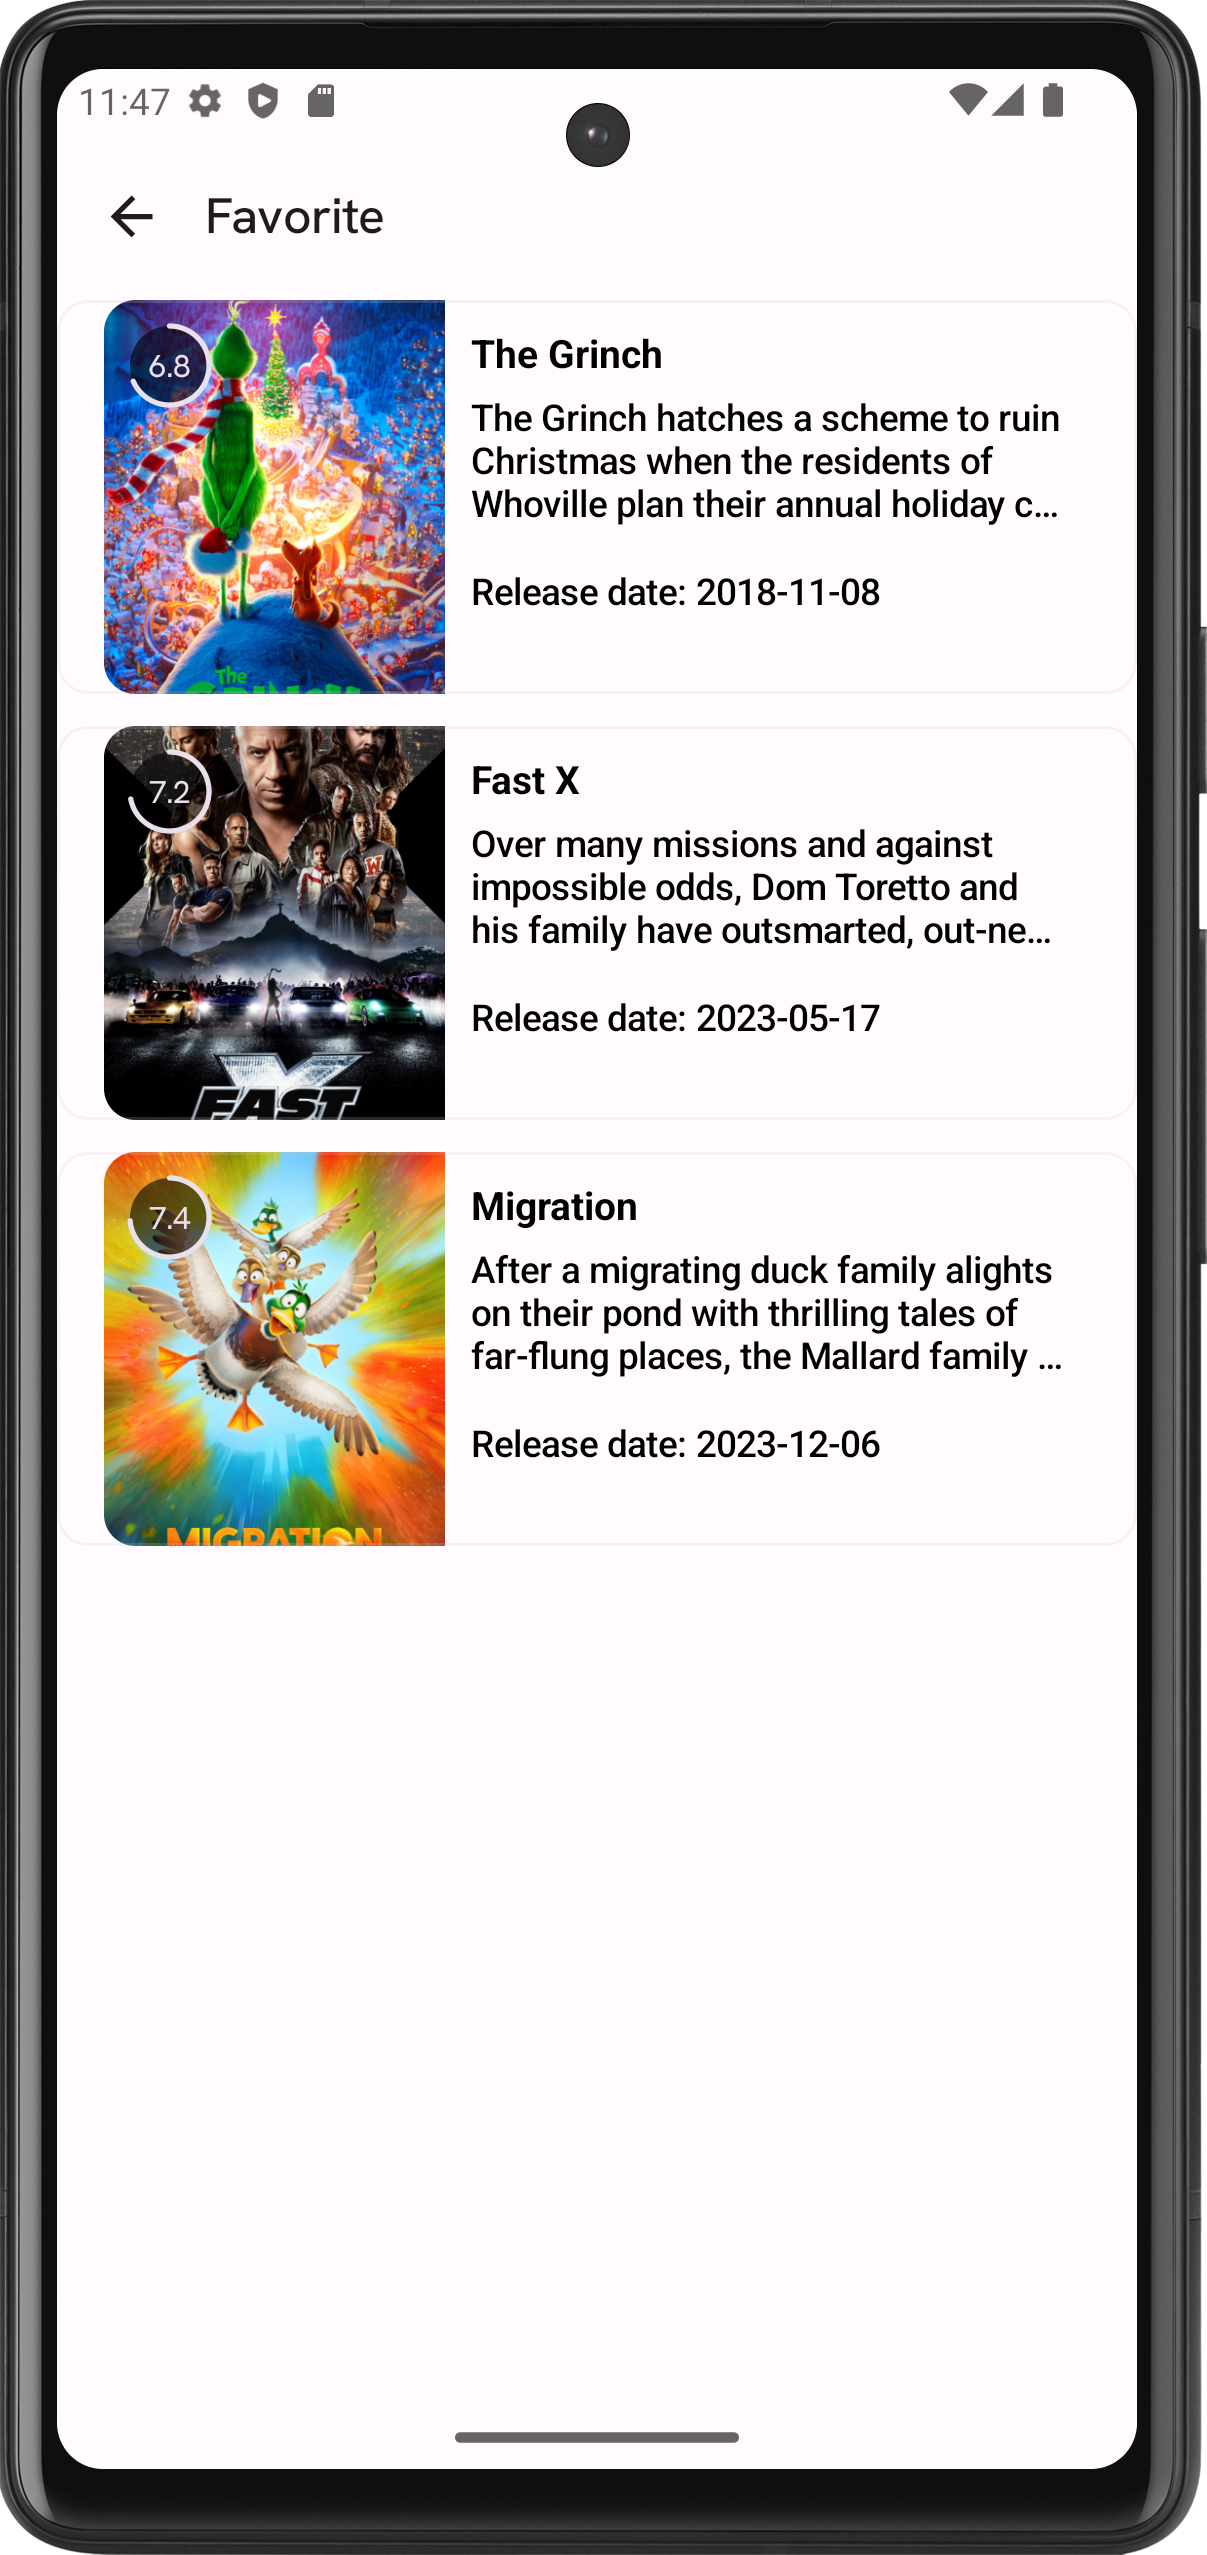 11:47
Favorite
6.8
The Grinch
The Grinch hatches a scheme to ruin
Christmas when the residents of
Whoville plan their annual holiday c...
Release date: 2018-11-08
The
GRINCH
7.2
Fast X
Over many missions and against
impossible odds, Dom Toretto and
his family have outsmarted, out-ne...
Release date: 2023-05-17
W
X
FAST
7.4
Migration
After a migrating duck family alights
on their pond with thrilling tales of
far-flung places, the Mallard family ...
Release date: 2023-12-06
MIGRATION